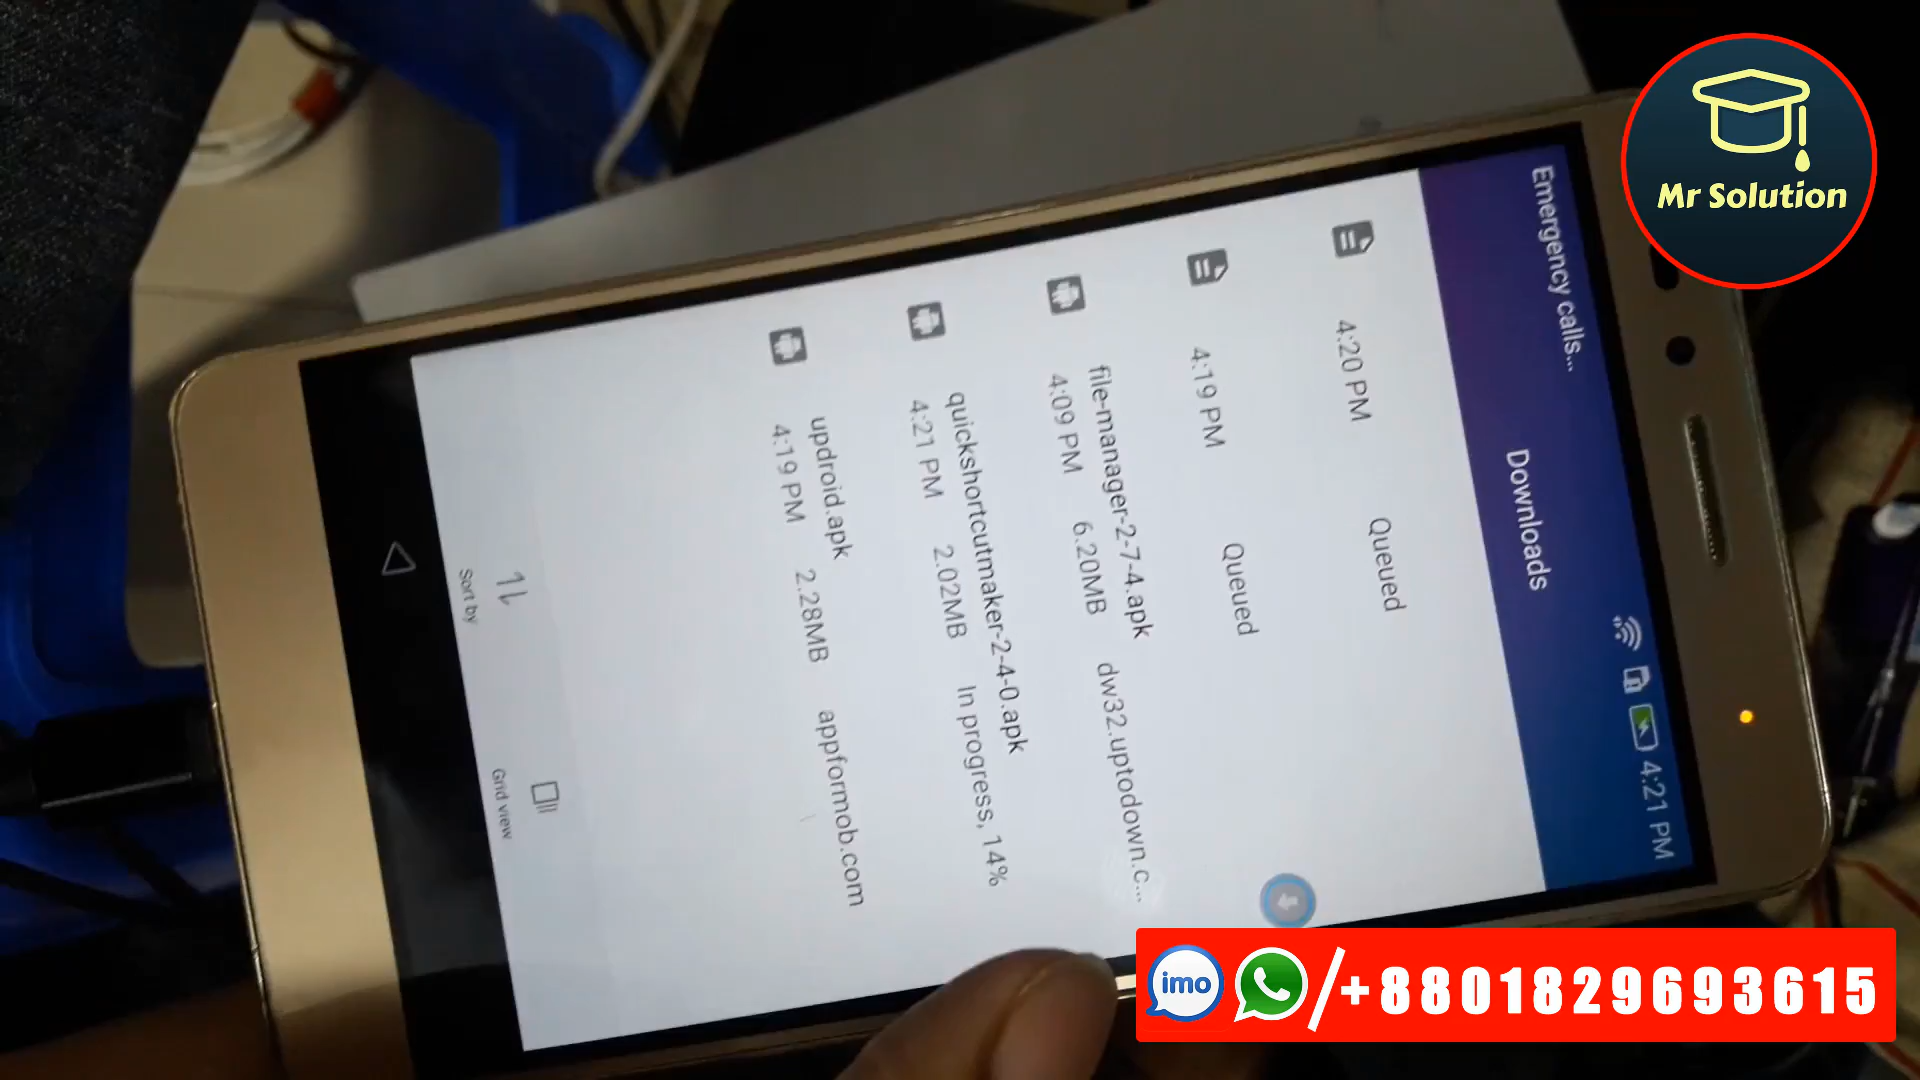 Emergency calls...
4:21 PM
Downloads
4:20 PM Queued
4:19 PM Queued
file-manager-2-7-4.apk
4:09 PM 6.20MB dw32.uptodown.c...
quickshortcutmaker-2-4-0.apk
4:21 PM 2.02MB In progress, 14%
updroid.apk
4:19 PM 2.28MB appformob.com
Sort by
Grid view
Mr Solution
imo
/+8801829693615